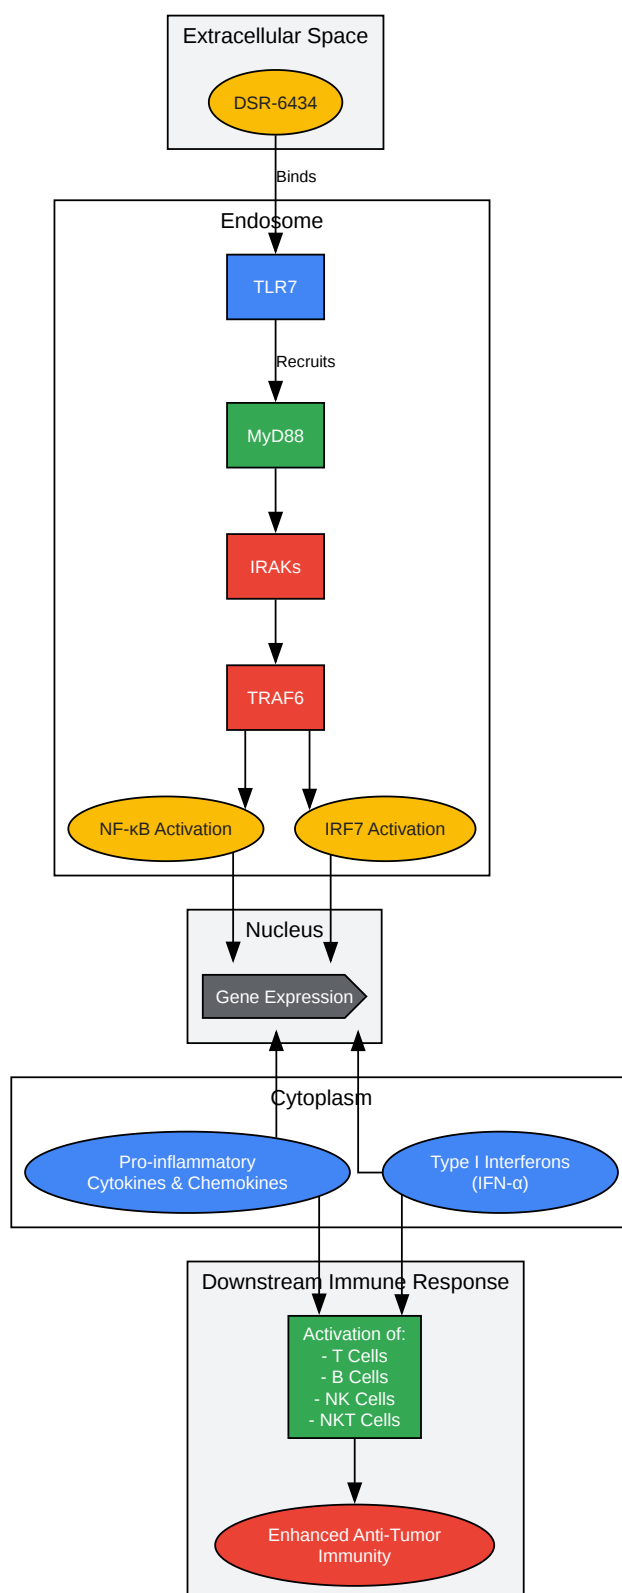 Extracellular Space
DSR-6434
Binds
Endosome
TLR7
Recruits
MyD88
IRAKs
TRAF6
NF-κB Activation
IRF7 Activation
Nucleus
Gene Expression
Cytoplasm
Pro-inflammatory
Cytokines & Chemokines
Type I Interferons
(IFN-α)
Downstream Immune Response
Activation of:
- T Cells
- B Cells
- NK Cells
- NKT Cells
Enhanced Anti-Tumor
Immunity